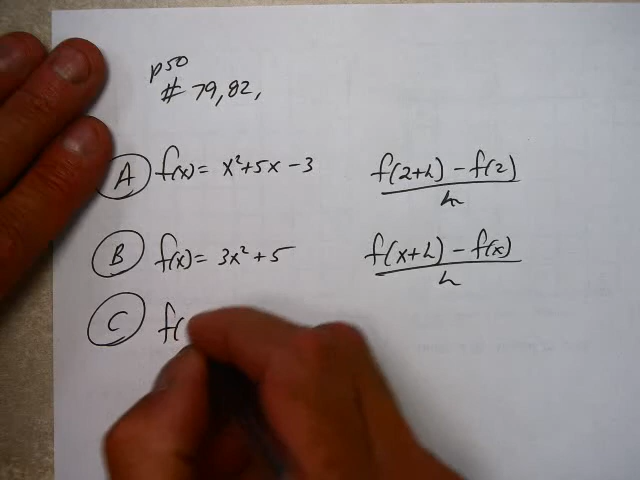 p50
# 79, 82,
A f(x) = x²+5x-3 f(2+h) - f(2) / h
B f(x) = 3x²+5 f(x+h) - f(x) / h
C f(